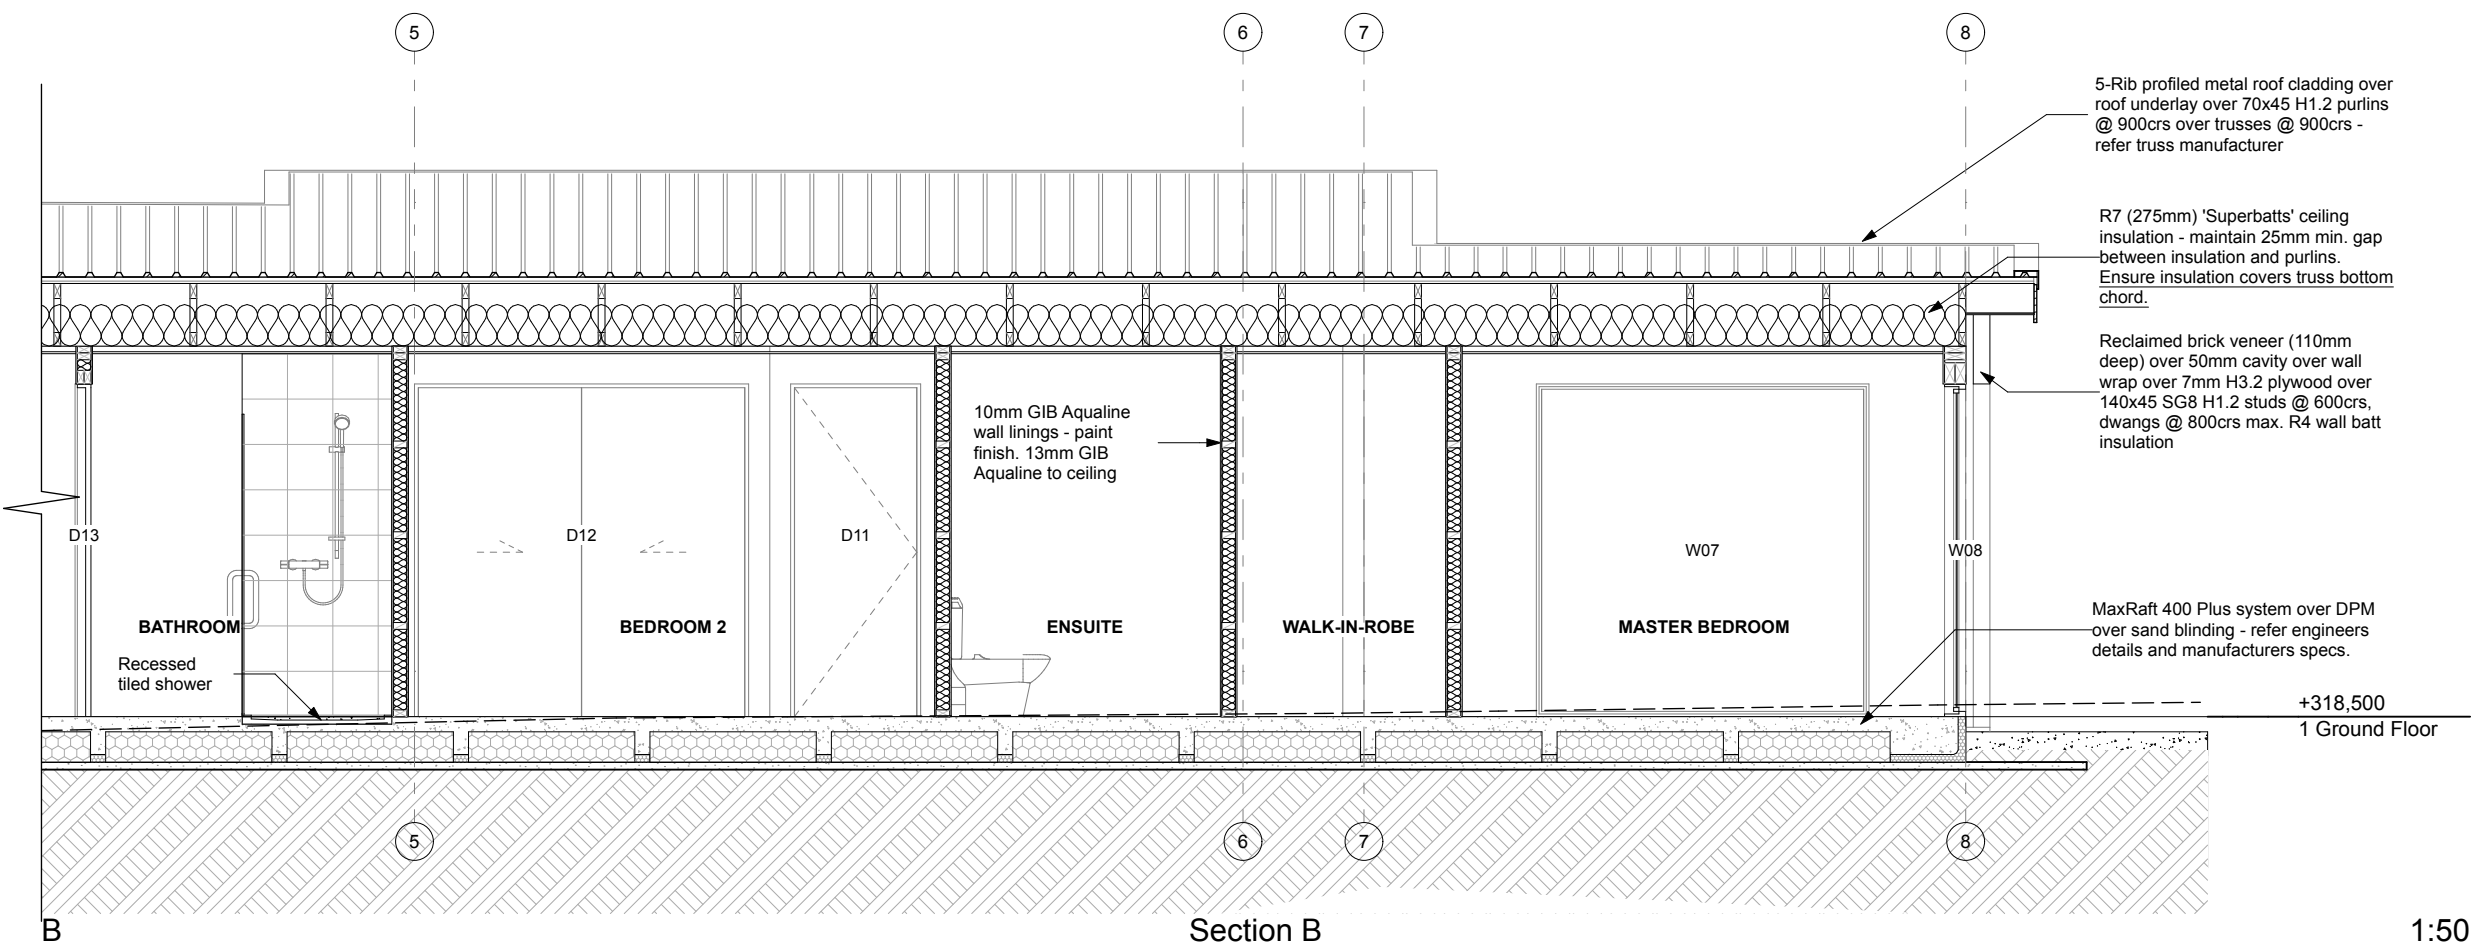 5
6
7
8
5-Rib profiled metal roof cladding over
roof underlay over 70x45 H1.2 purlins
@ 900crs over trusses @ 900crs -
refer truss manufacturer
R7 (275mm) 'Superbatts' ceiling
insulation - maintain 25mm min. gap
between insulation and purlins.
Ensure insulation covers truss bottom
chord.
Reclaimed brick veneer (110mm
deep) over 50mm cavity over wall
wrap over 7mm H3.2 plywood over
140x45 SG8 H1.2 studs @ 600crs,
dwangs @ 800crs max. R4 wall batt
insulation
10mm GIB Aqualine
wall linings - paint
finish. 13mm GIB
Aqualine to ceiling
D13
D12
D11
W07
W08
BATHROOM
BEDROOM 2
ENSUITE
WALK-IN-ROBE
MASTER BEDROOM
MaxRaft 400 Plus system over DPM
over sand blinding - refer engineers
details and manufacturers specs.
Recessed
tiled shower
+318,500
1 Ground Floor
5
6
7
8
B
Section B
1:50